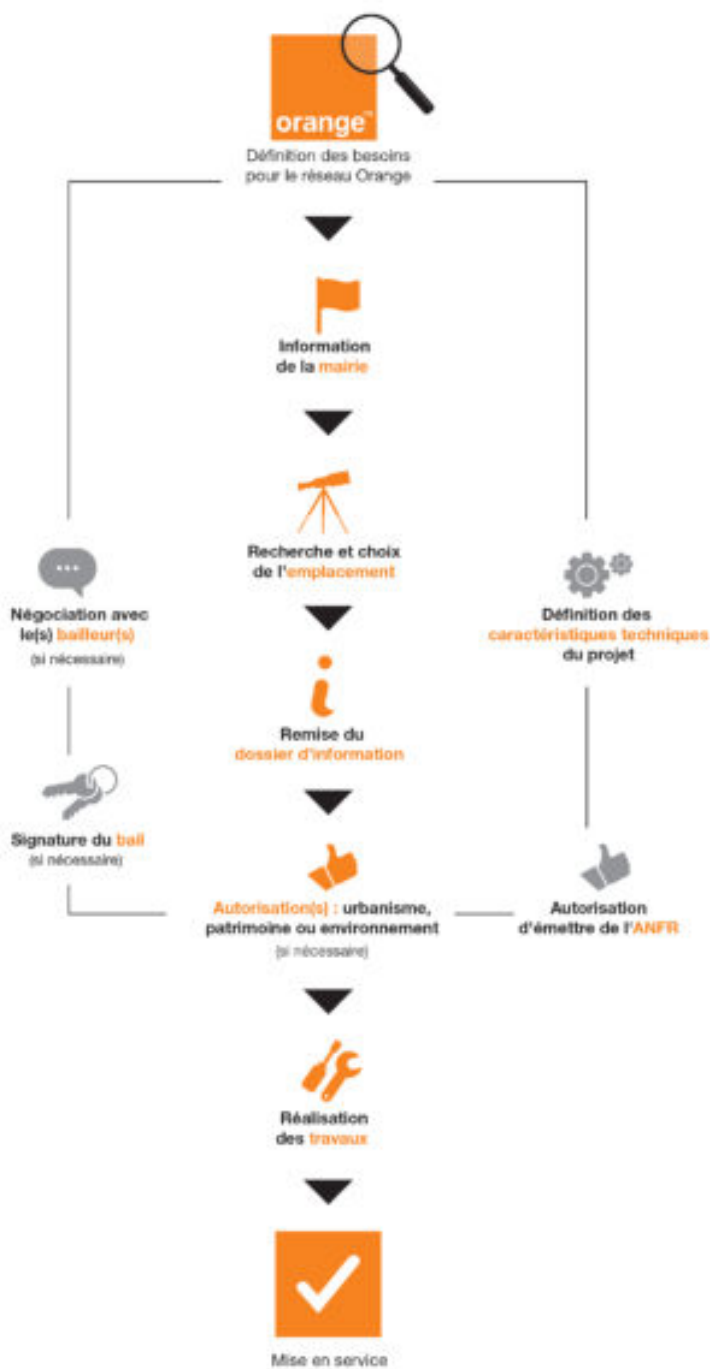 orange™
Définition des besoins
pour le réseau Orange
Information
de la mairie
Recherche et choix
de l'emplacement
Négociation avec
le(s) bailleur(s)
(si nécessaire)
Définition des
caractéristiques techniques
du projet
Remise du
dossier d'information
Signature du bail
(si nécessaire)
Autorisation(s) : urbanisme,
patrimoine ou environnement
(si nécessaire)
Autorisation
d'émettre de l'ANFR
Réalisation
des travaux
Mise en service